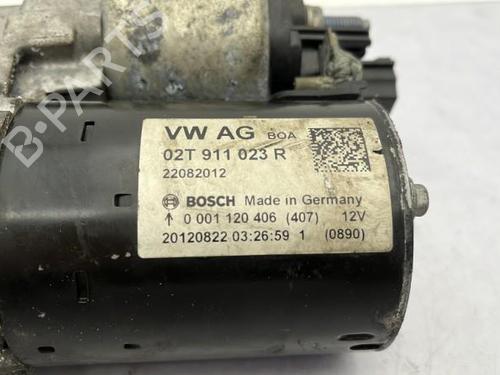 B-PARTS
VW AG BOA
02T 911 023 R
22082012
BOSCH Made in Germany
↑ 0 001 120 406 (407) 12V
20120822 03:26:59 1 (0890)